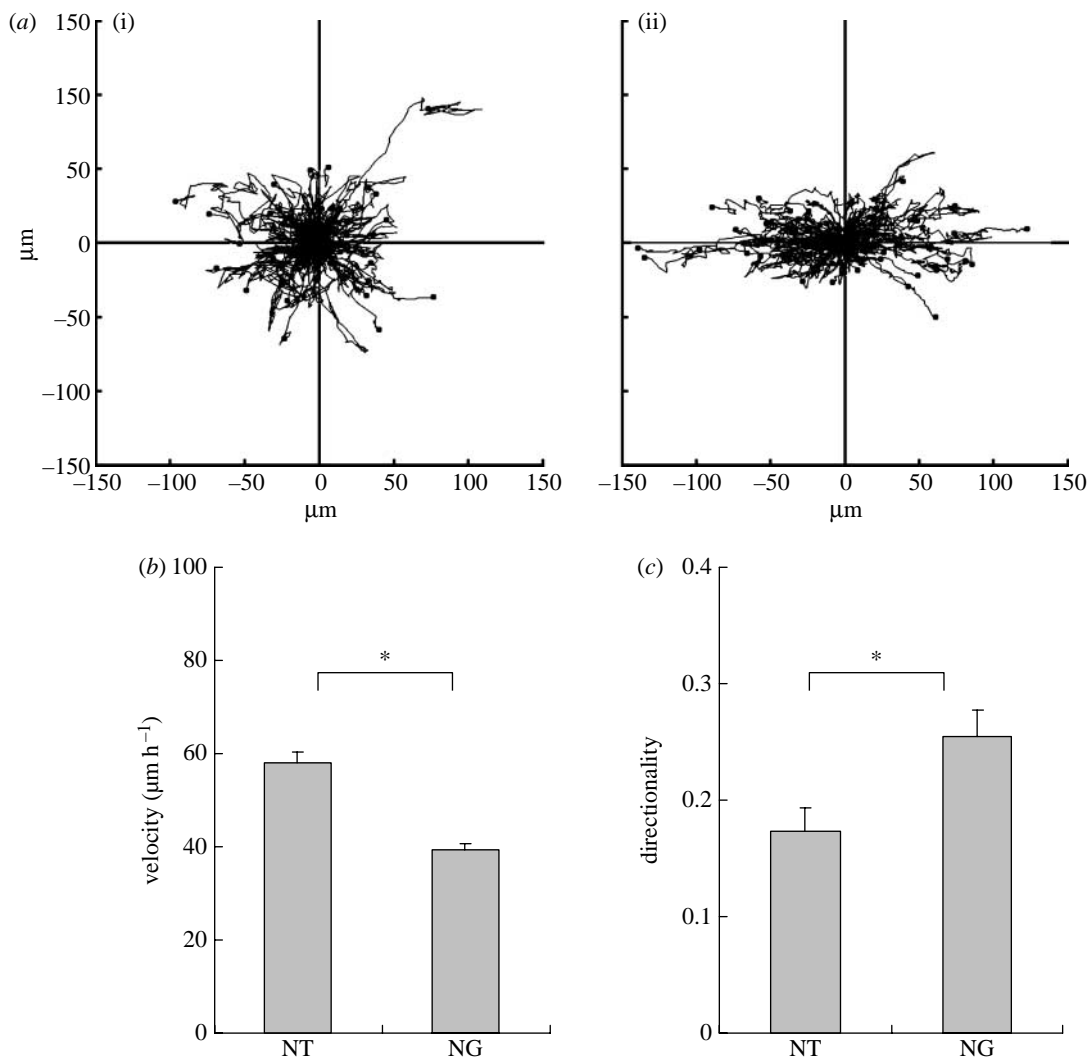 (a) (i) (ii)
150
150
50
0
–50
–100
–150
μm
–150 –100 –50 0 50 100 150
μm
–150 –100 –50 0 50 100 150
μm
(b)
100
80
60
40
20
0
velocity (μm h⁻¹)
*
NT NG
(c)
0.4
0.3
0.2
0.1
0
directionality
*
NT NG